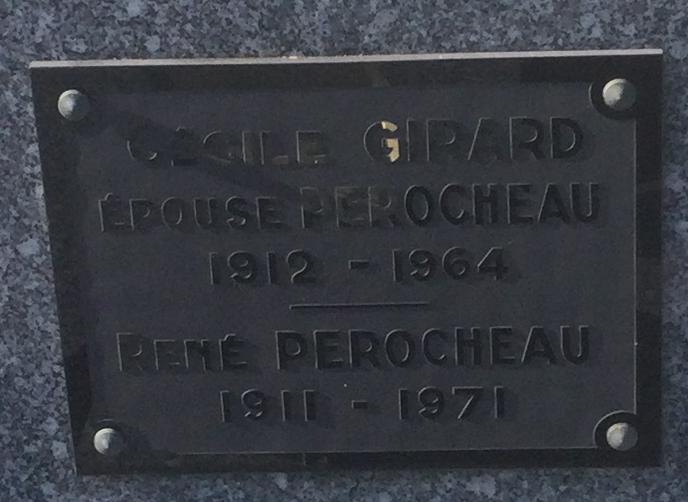 CÉCILE GIRARD
ÉPOUSE PEROCHEAU
1912 - 1964
RENÉ PEROCHEAU
1911 - 1971